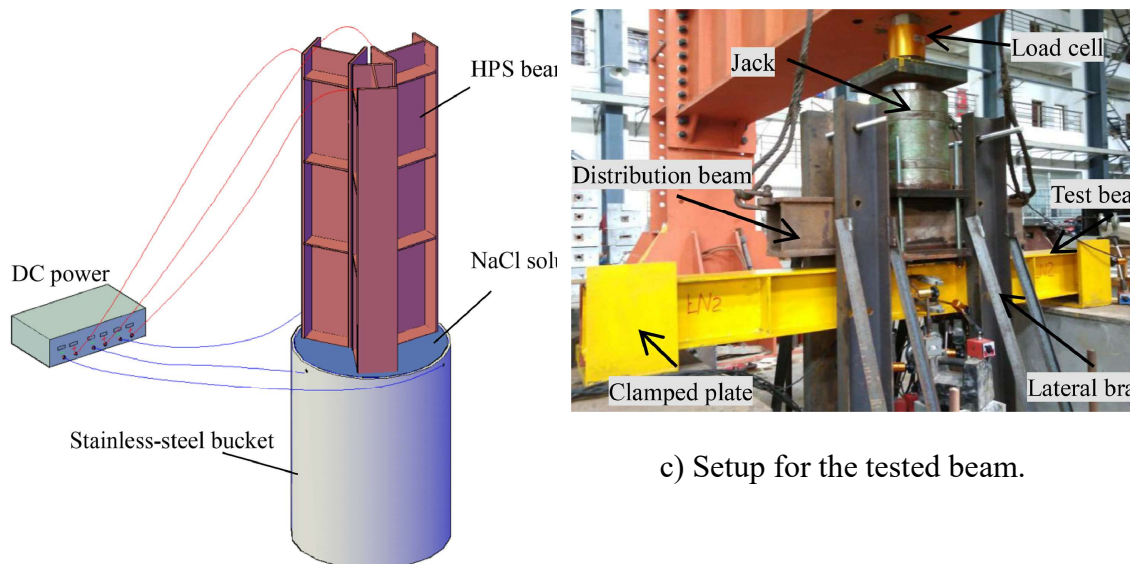 HPS bea
NaCl solu
DC power
Stainless-steel bucket
Load cell
Jack
Distribution beam
Test bea
LN2
Clamped plate
Lateral bra
c) Setup for the tested beam.